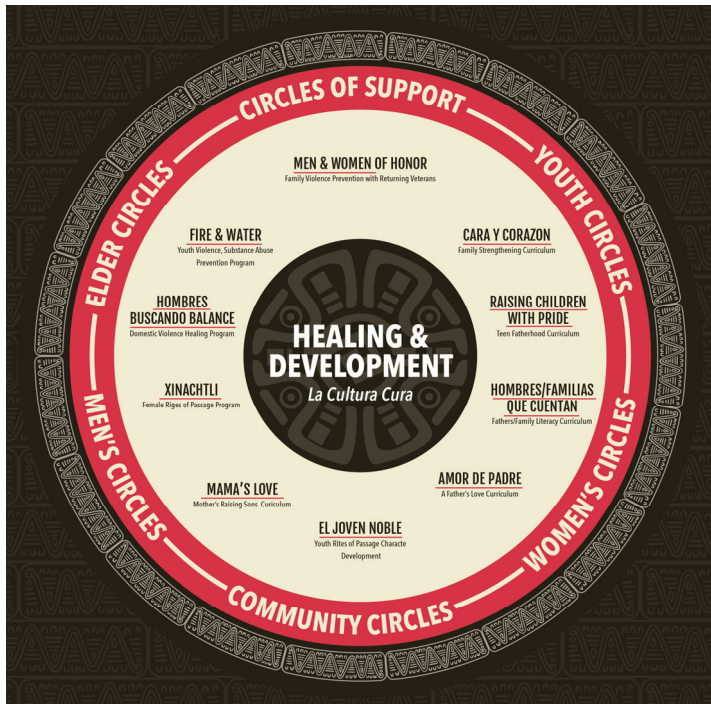 CIRCLES OF SUPPORT
YOUTH CIRCLES
WOMEN'S CIRCLES
COMMUNITY CIRCLES
MEN'S CIRCLES
ELDER CIRCLES
MEN & WOMEN OF HONOR
Family Violence Prevention with Returning Veterans
CARA Y CORAZON
Family Strengthening Curriculum
RAISING CHILDREN
WITH PRIDE
Teen Fatherhood Curriculum
HOMBRES/FAMILIAS
QUE CUENTAN
Fathers/Family Literacy Curriculum
AMOR DE PADRE
A Father's Love Curriculum
EL JOVEN NOBLE
Youth Rites of Passage Characte
Development
MAMA'S LOVE
Mother's Raising Sons Curiculum
XINACHTLI
Female Riges of Passage Program
HOMBRES
BUSCANDO BALANCE
Domestic Violence Healing Program
FIRE & WATER
Youth Violence, Substance Abuse
Prevention Program
HEALING &
DEVELOPMENT
La Cultura Cura